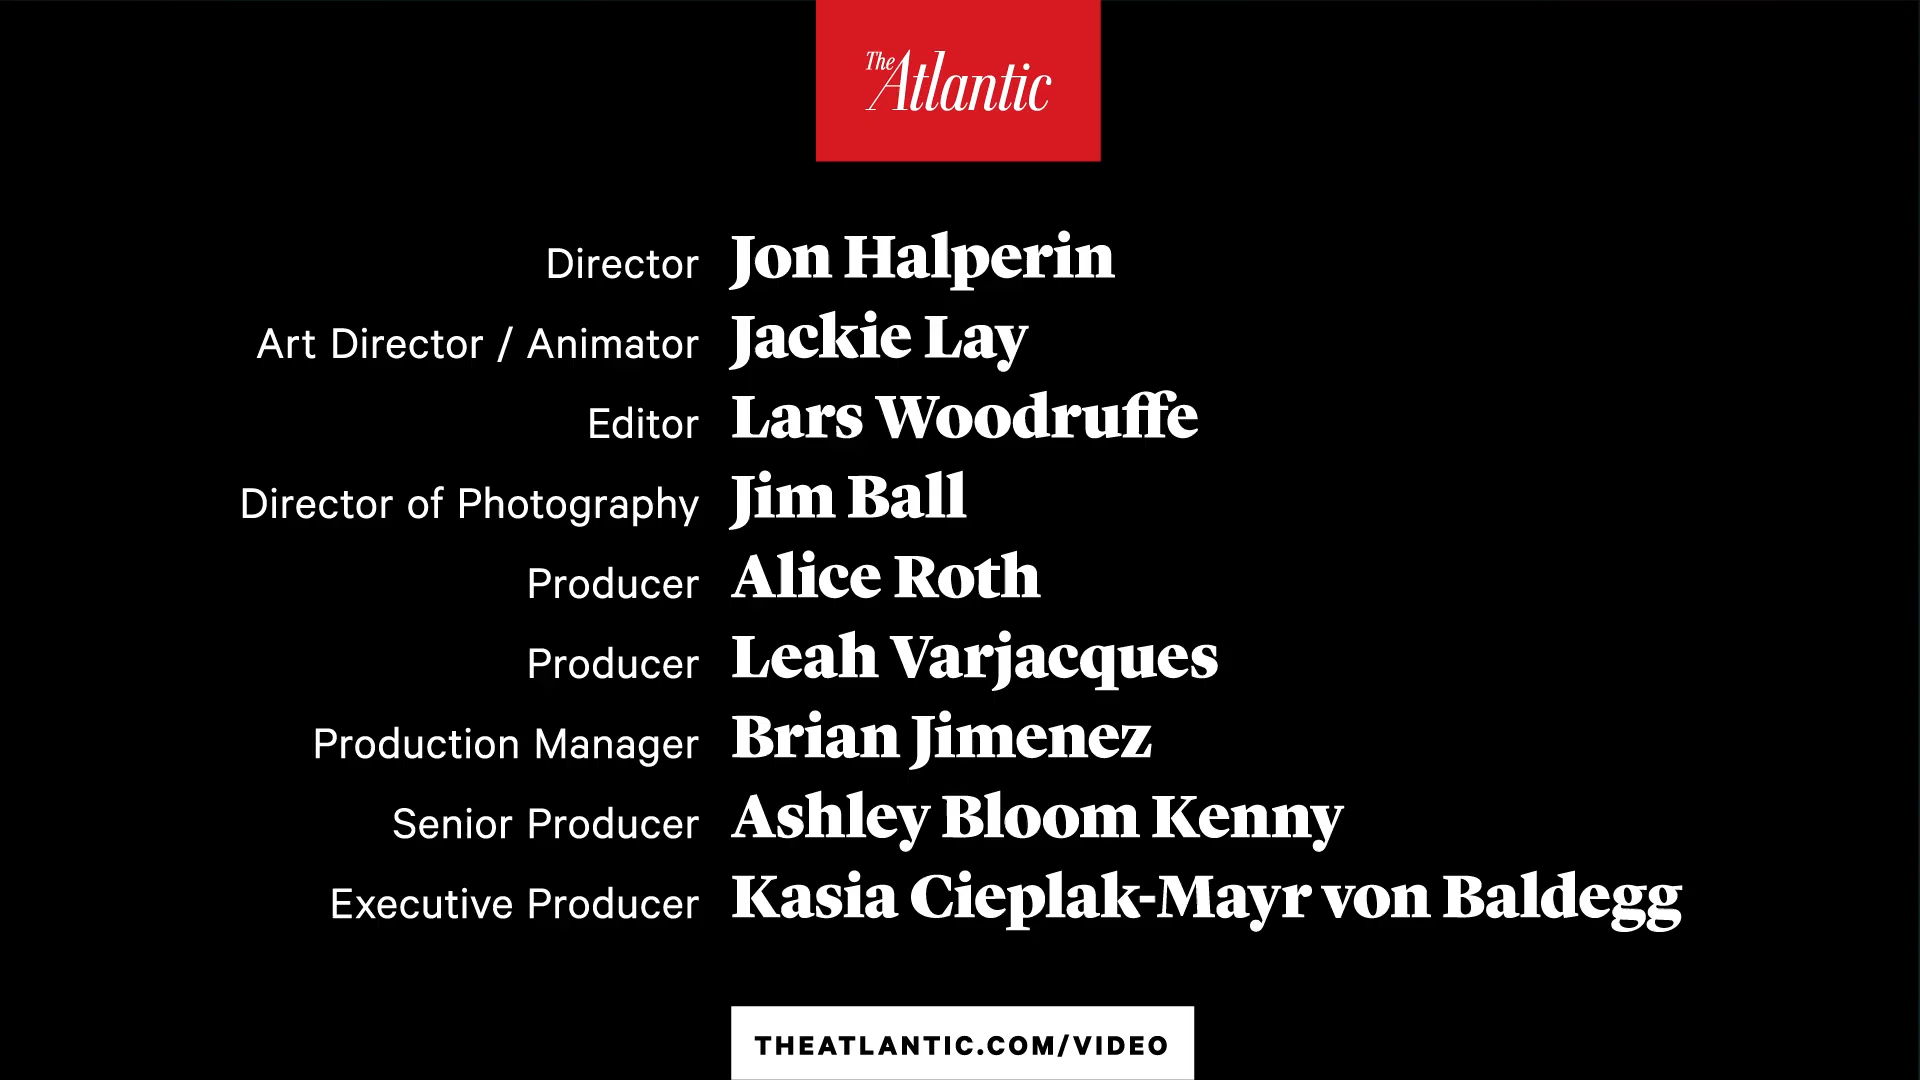 The Atlantic
Director Jon Halperin
Art Director / Animator Jackie Lay
Editor Lars Woodruffe
Director of Photography Jim Ball
Producer Alice Roth
Producer Leah Varjacques
Production Manager Brian Jimenez
Senior Producer Ashley Bloom Kenny
Executive Producer Kasia Cieplak-Mayr von Baldegg
THEATLANTIC.COM/VIDEO